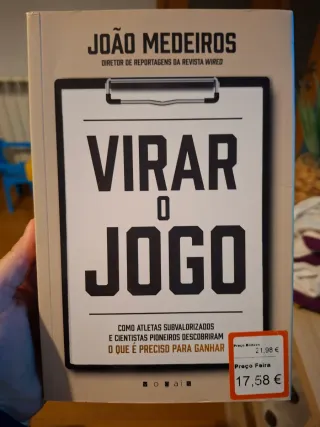 JOÃO MEDEIROS
DIRETOR DE REPORTAGENS DA REVISTA WIRED
VIRAR
O
JOGO
COMO ATLETAS SUBVALORIZADOS
E CIENTISTAS PIONEIROS DESCOBRIRAM
O QUE É PRECISO PARA GANHAR
21,98 €
Preço Feira
17,58 €